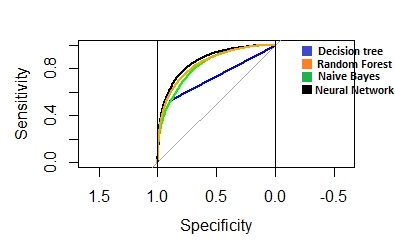 Decision tree
Random Forest
Naive Bayes
Neural Network
Sensitivity
0.8
0.4
0.0
1.5 1.0 0.5 0.0 -0.5
Specificity